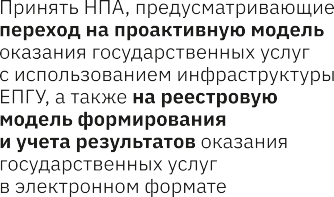 Принять НПА, предусматривающие
переход на проактивную модель
оказания государственных услуг
с использованием инфраструктуры
ЕПГУ, а также на реестровую
модель формирования
и учета результатов оказания
государственных услуг
в электронном формате